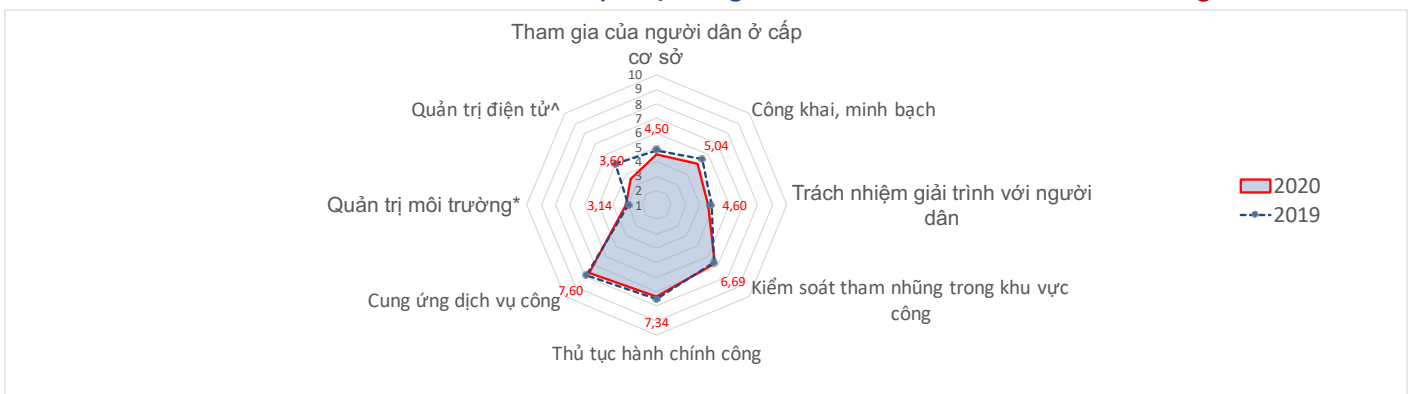 Tham gia của người dân ở cấp
cơ sở
10
9
8
7
6
5
4
3
2
1
Quản trị điện tử^
Công khai, minh bạch
4,50
5,04
3,60
Quản trị môi trường*
3,14
4,60
Trách nhiệm giải trình với người
dân
2020
2019
Cung ứng dịch vụ công
7,60
7,34
6,69
Kiểm soát tham nhũng trong khu vực
công
Thủ tục hành chính công